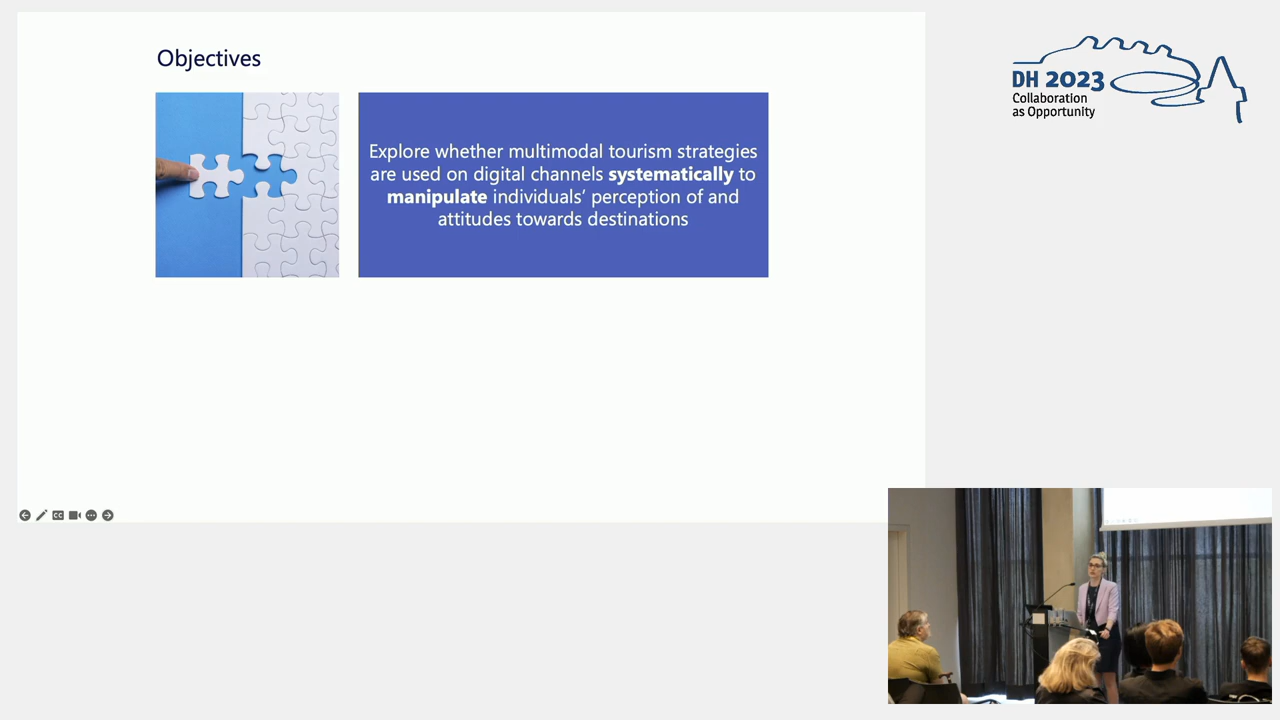 Objectives
Explore whether multimodal tourism strategies
are used on digital channels systematically to
manipulate individuals‘ perception of and
attitudes towards destinations
DH 2023
Collaboration
as Opportunity
CC